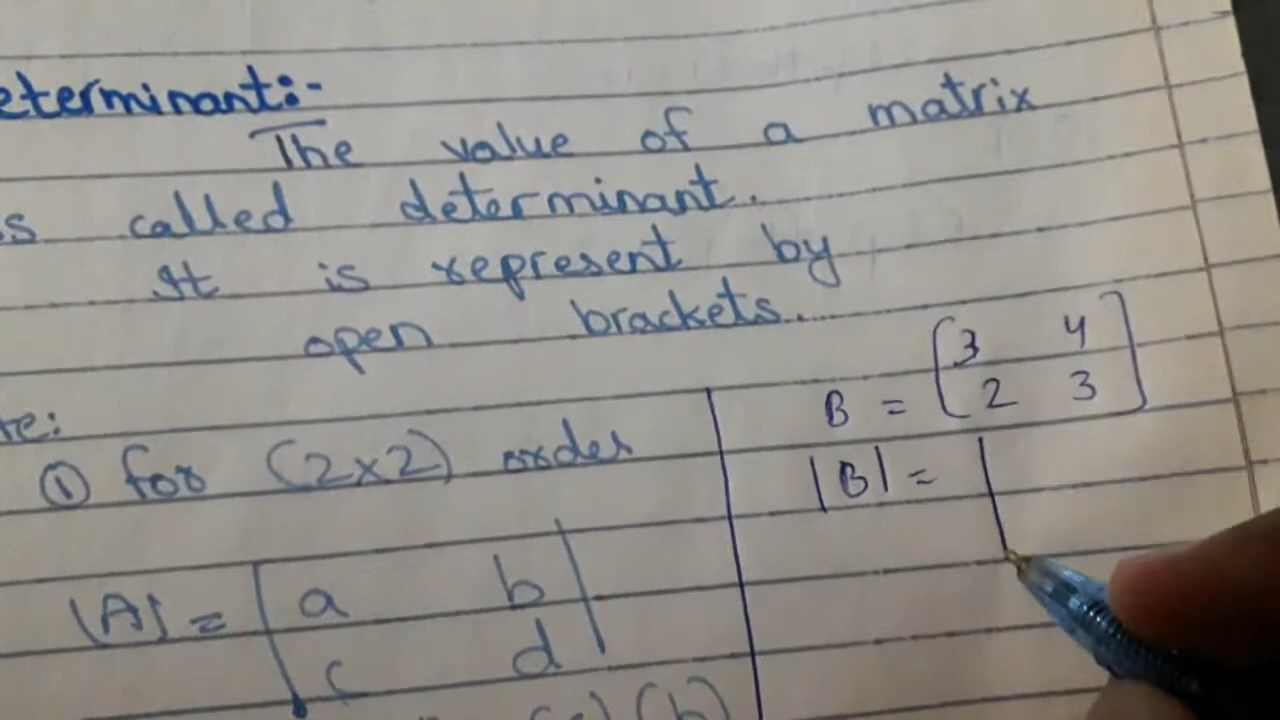 eterminant:-
The value of a matrix
s called determinant.
It is represent by
open brackets..
te:
① for (2x2) order
|A| = | a b |
| c d |
(c) (b)
B = [ 3 4
2 3 ]
|B| = |